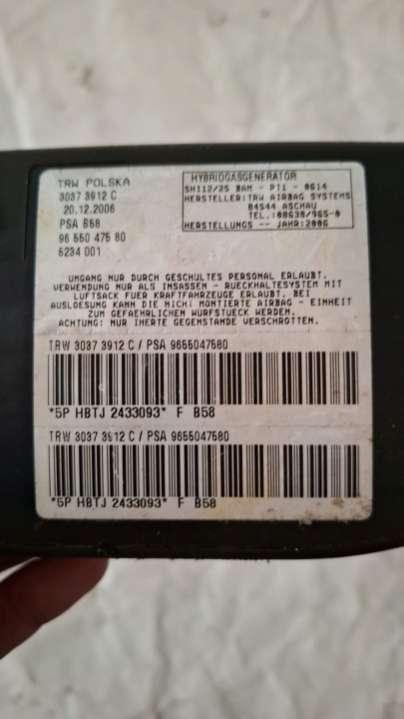 TRW POLSKA
3037 3912 C
20.12.2006
PSA B58
96 550 475 80
6234 001
HYBRIDGASGENERATOR
SH112/25 BAM - PT1 - 0614
HERSTELLER:TRW AIRBAG SYSTEMS
84544 ASCHAU
TEL.:08638/965-0
HERSTELLUNGS -- JAHR:2006
UMGANG NUR DURCH GESCHULTES PERSONAL ERLAUBT.
VERWENDUNG NUR ALS INSASSEN - RUECKHALTESYSTEM MIT
LUFTSACK FUER KRAFTFAHRZEUGE ERLAUBT. BEI
AUSLOESUNG KANN DIE NICHT MONTIERTE AIRBAG - EINHEIT
ZUM GEFAEHRLICHEN WURFSTUECK WERDEN.
ACHTUNG: NUR INERTE GEGENSTANDE VERSCHROTTEN.
TRW 3037 3912 C / PSA 9655047580
*5P HBTJ 2433093* F B58
TRW 3037 3912 C / PSA 9655047580
*5P HBTJ 2433093* F B58